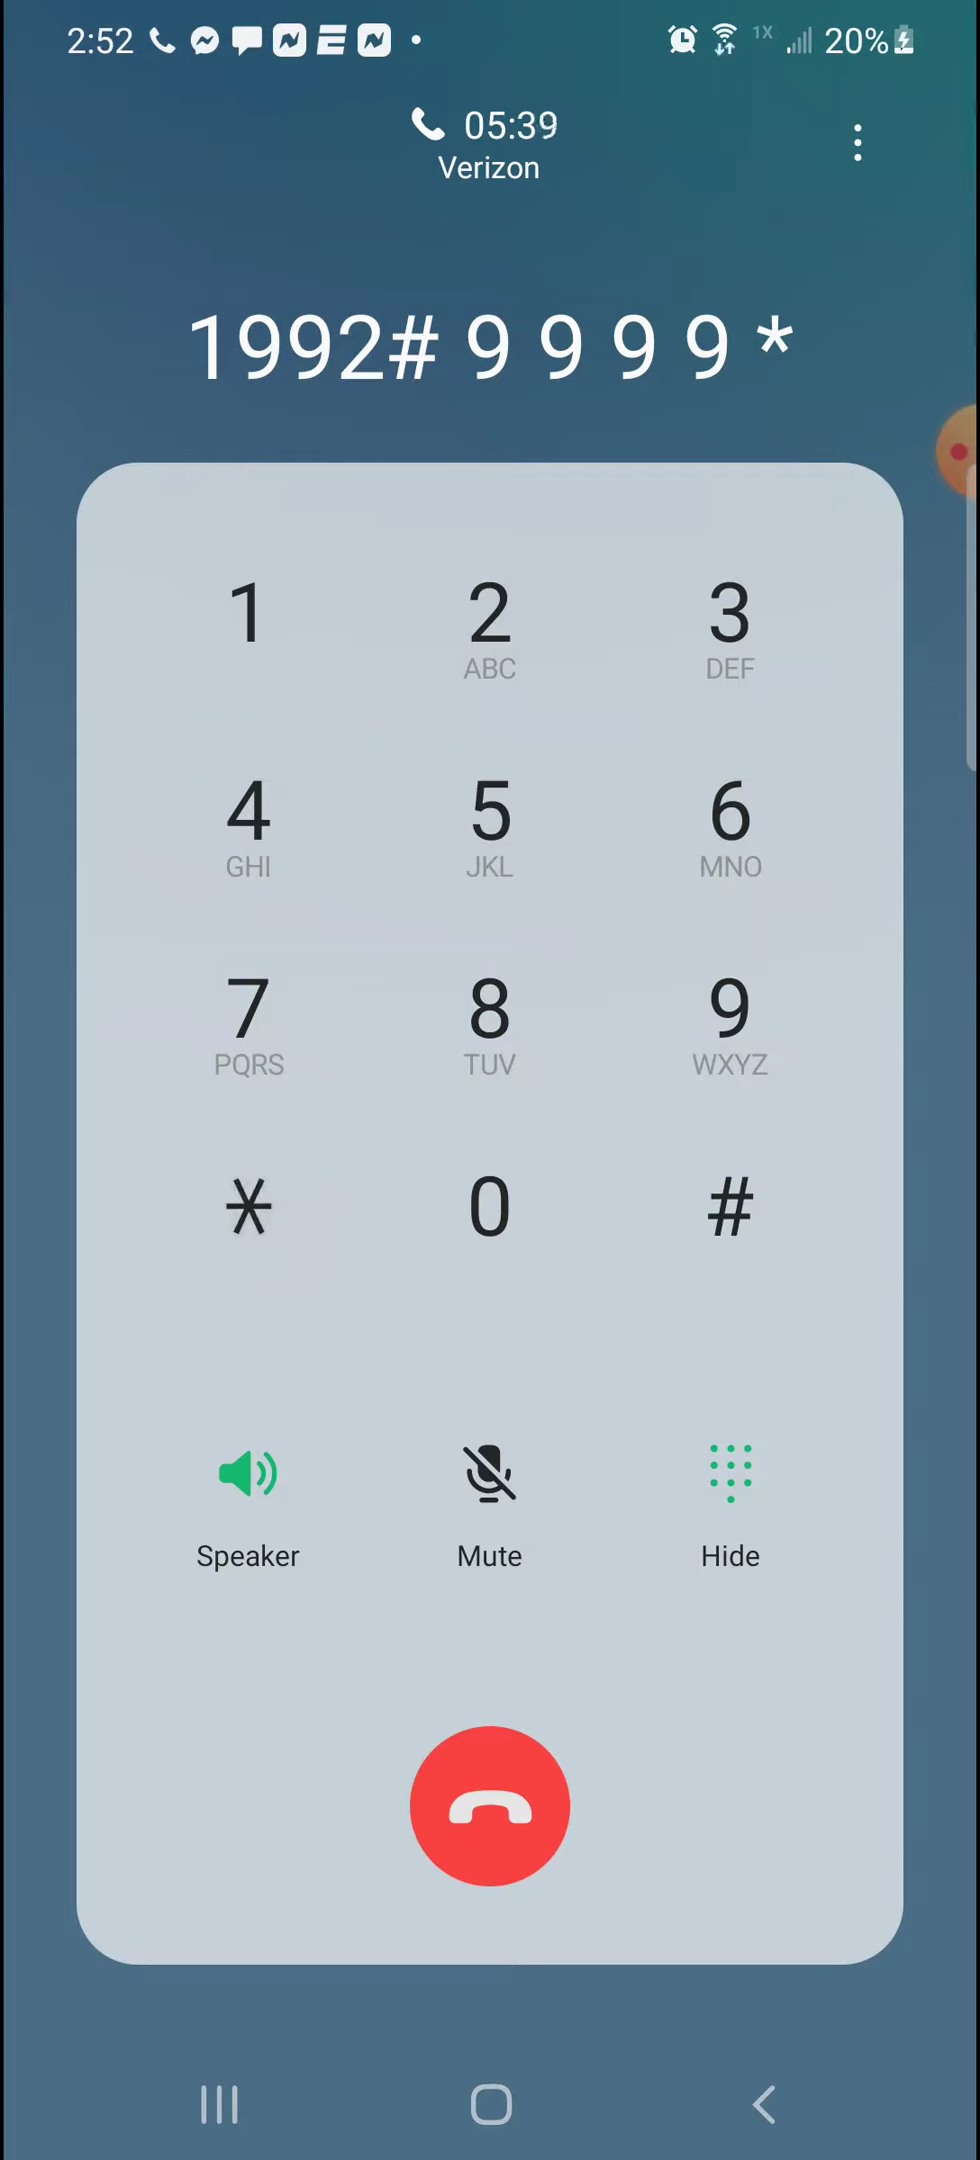 2:52 1X 20%
05:39
Verizon
1992# 9 9 9 9 *
1 2 3
ABC DEF
4 5 6
GHI JKL MNO
7 8 9
PQRS TUV WXYZ
* 0 #
Speaker Mute Hide